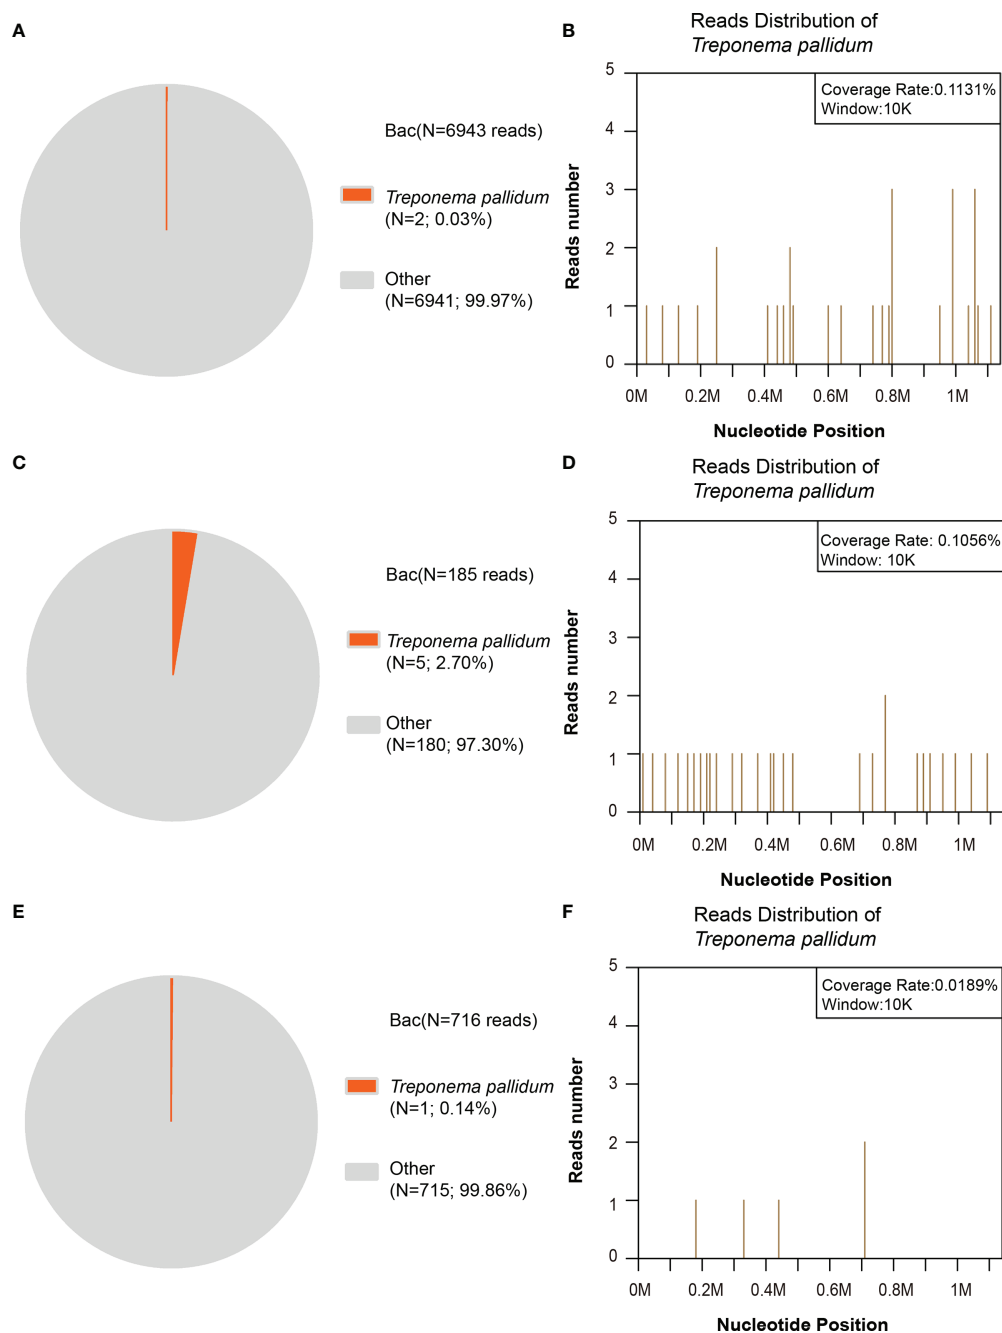 A
Bac(N=6943 reads)
Treponema pallidum
(N=2; 0.03%)
Other
(N=6941; 99.97%)
B
Reads Distribution of
Treponema pallidum
Coverage Rate:0.1131%
Window:10K
5
4
3
2
1
0
Reads number
0M 0.2M 0.4M 0.6M 0.8M 1M
Nucleotide Position
C
Bac(N=185 reads)
Treponema pallidum
(N=5; 2.70%)
Other
(N=180; 97.30%)
D
Reads Distribution of
Treponema pallidum
Coverage Rate: 0.1056%
Window: 10K
5
4
3
2
1
0
Reads number
0M 0.2M 0.4M 0.6M 0.8M 1M
Nucleotide Position
E
Bac(N=716 reads)
Treponema pallidum
(N=1; 0.14%)
Other
(N=715; 99.86%)
F
Reads Distribution of
Treponema pallidum
Coverage Rate:0.0189%
Window:10K
5
4
3
2
1
0
Reads number
0M 0.2M 0.4M 0.6M 0.8M 1M
Nucleotide Position